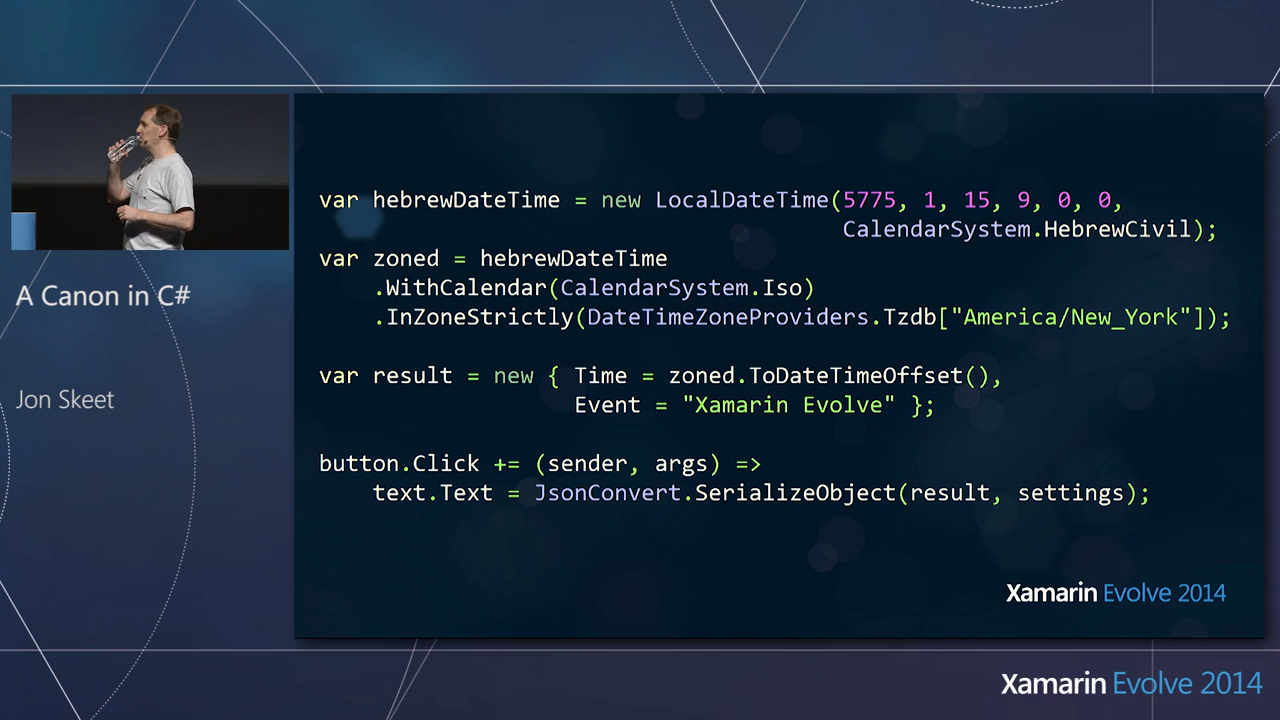 A Canon in C#
Jon Skeet
var hebrewDateTime = new LocalDateTime(5775, 1, 15, 9, 0, 0,
CalendarSystem.HebrewCivil);
var zoned = hebrewDateTime
.WithCalendar(CalendarSystem.Iso)
.InZoneStrictly(DateTimeZoneProviders.Tzdb["America/New_York"]);
var result = new { Time = zoned.ToDateTimeOffset(),
Event = "Xamarin Evolve" };
button.Click += (sender, args) =>
text.Text = JsonConvert.SerializeObject(result, settings);
Xamarin Evolve 2014
Xamarin Evolve 2014